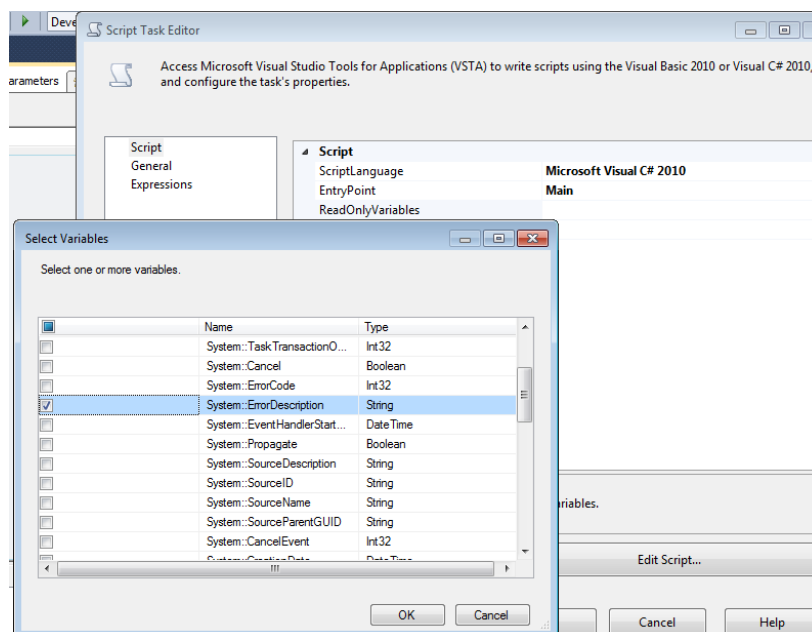 Deve
Script Task Editor
arameters
Access Microsoft Visual Studio Tools for Applications (VSTA) to write scripts using the Visual Basic 2010 or Visual C# 2010,
and configure the task's properties.
Script
General
Expressions
Script
ScriptLanguage Microsoft Visual C# 2010
EntryPoint Main
ReadOnlyVariables
Select Variables
Select one or more variables.
Name Type
System::TaskTransactionO... Int32
System::Cancel Boolean
System::ErrorCode Int32
System::ErrorDescription String
System::EventHandlerStart... DateTime
System::Propagate Boolean
System::SourceDescription String
System::SourceID String
System::SourceName String
System::SourceParentGUID String
System::CancelEvent Int32
System::CreationDate DateTime
OK Cancel
ariables.
Edit Script...
Cancel Help